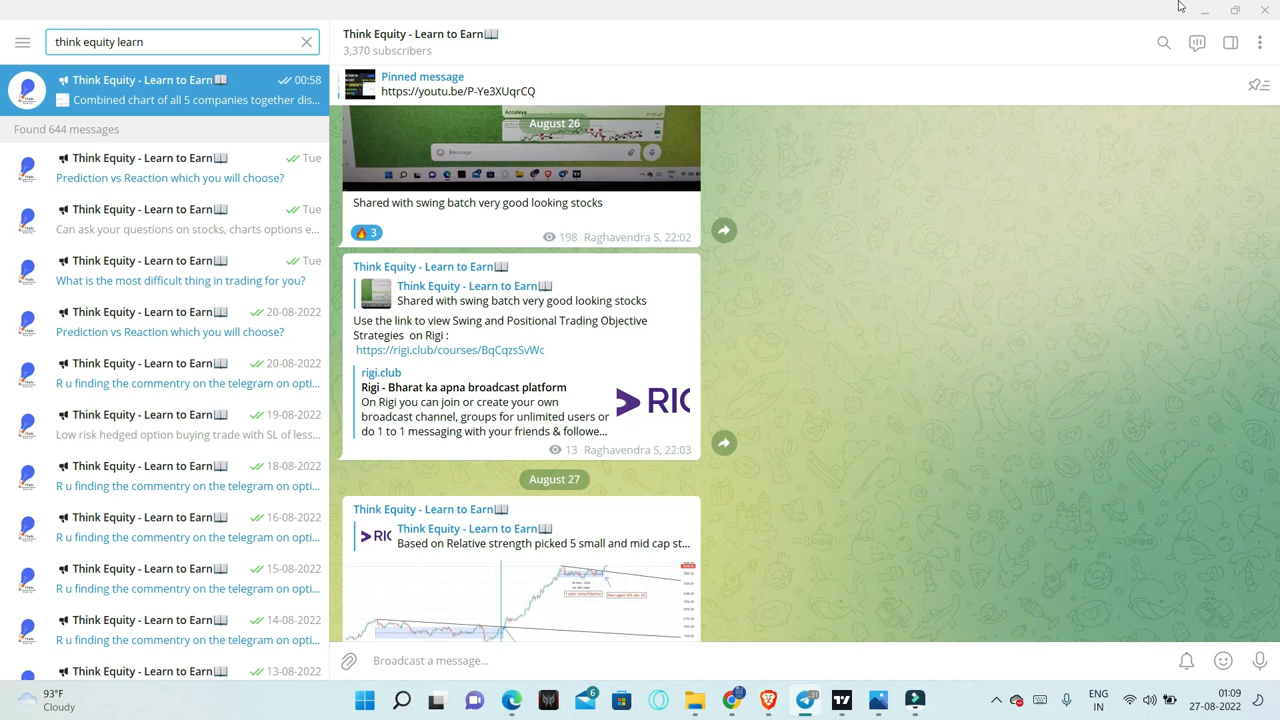 think equity learn
Think Equity - Learn to Earn📖
00:58
Combined chart of all 5 companies together dis...
Found 644 messages
Think Equity - Learn to Earn📖
Tue
Prediction vs Reaction which you will choose?
Think Equity - Learn to Earn📖
Tue
Can ask your questions on stocks, charts options e...
Think Equity - Learn to Earn📖
Tue
What is the most difficult thing in trading for you?
Think Equity - Learn to Earn📖
20-08-2022
Prediction vs Reaction which you will choose?
Think Equity - Learn to Earn📖
20-08-2022
R u finding the commentry on the telegram on opti...
Think Equity - Learn to Earn📖
19-08-2022
Low risk hedged option buying trade with SL of less...
Think Equity - Learn to Earn📖
18-08-2022
R u finding the commentry on the telegram on opti...
Think Equity - Learn to Earn📖
16-08-2022
R u finding the commentry on the telegram on opti...
Think Equity - Learn to Earn📖
15-08-2022
R u finding the commentry on the telegram on opti...
Think Equity - Learn to Earn📖
14-08-2022
R u finding the commentry on the telegram on opti...
Think Equity - Learn to Earn📖
13-08-2022
Think Equity - Learn to Earn📖
3,370 subscribers
Pinned message
https://youtu.be/P-Ye3XUqrCQ
Acceleya
August 26
Message
Shared with swing batch very good looking stocks
🔥 3
198 Raghavendra S, 22:02
Think Equity - Learn to Earn📖
Think Equity - Learn to Earn📖
Shared with swing batch very good looking stocks
Use the link to view Swing and Positional Trading Objective
Strategies on Rigi :
https://rigi.club/courses/BqCqzsSvWc
rigi.club
Rigi - Bharat ka apna broadcast platform
On Rigi you can join or create your own
broadcast channel, groups for unlimited users or
do 1 to 1 messaging with your friends & followe...
RIG
13 Raghavendra S, 22:03
August 27
Think Equity - Learn to Earn📖
RIG
Think Equity - Learn to Earn📖
Based on Relative strength picked 5 small and mid cap st...
Broadcast a message...
93°F
Cloudy
6
31
ENG
IN
01:09
27-08-2022